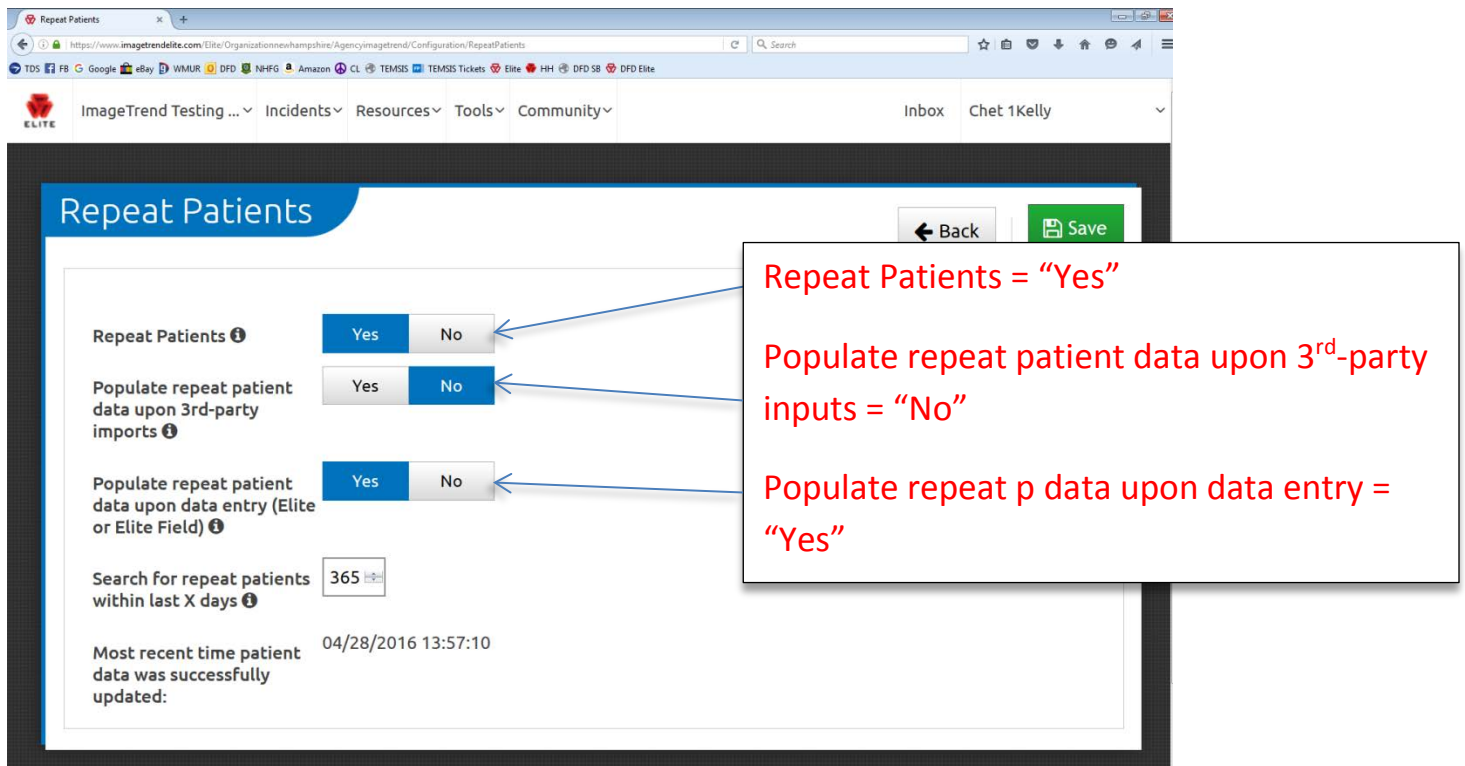 Repeat Patients × +
https://www.imagetrendelite.com/Elite/Organizationnewhampshire/Agencyimagetrend/Configuration/RepeatPatients
Search
TDS FB Google eBay WMUR DFD NHFG Amazon CL TEMSIS TEMSIS Tickets Elite HH DFD SB DFD Elite
ELITE
ImageTrend Testing ... Incidents Resources Tools Community Inbox Chet 1Kelly
Repeat Patients
Back Save
Repeat Patients Yes No
Populate repeat patient
data upon 3rd-party
imports
Yes No
Populate repeat patient
data upon data entry (Elite
or Elite Field)
Yes No
Search for repeat patients
within last X days
365
Most recent time patient
data was successfully
updated:
04/28/2016 13:57:10
Repeat Patients = “Yes”
Populate repeat patient data upon 3rd-party
inputs = “No”
Populate repeat p data upon data entry =
“Yes”